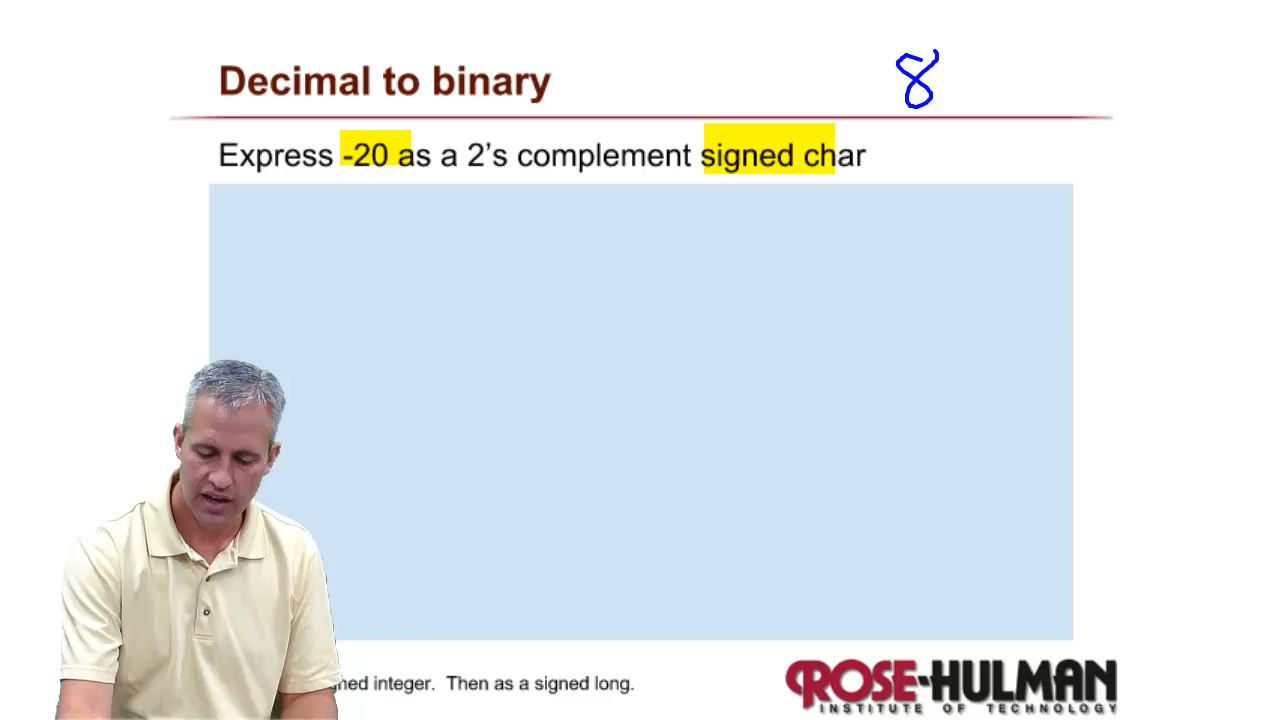 Decimal to binary
8
Express -20 as a 2's complement signed char
integer. Then as a signed long.
ROSE-HULMAN
INSTITUTE OF TECHNOLOGY